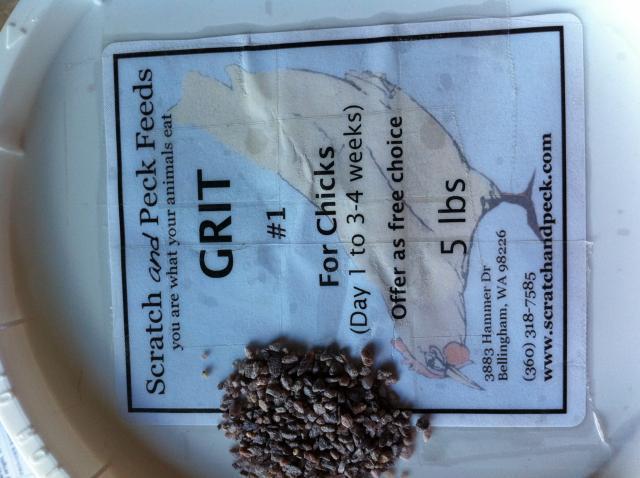 Scratch and Peck Feeds
you are what your animals eat
GRIT
#1
For Chicks
(Day 1 to 3-4 weeks)
Offer as free choice
5 lbs
3883 Hammer Dr
Bellingham, WA 98226
(360) 318-7585
www.scratchandpeck.com